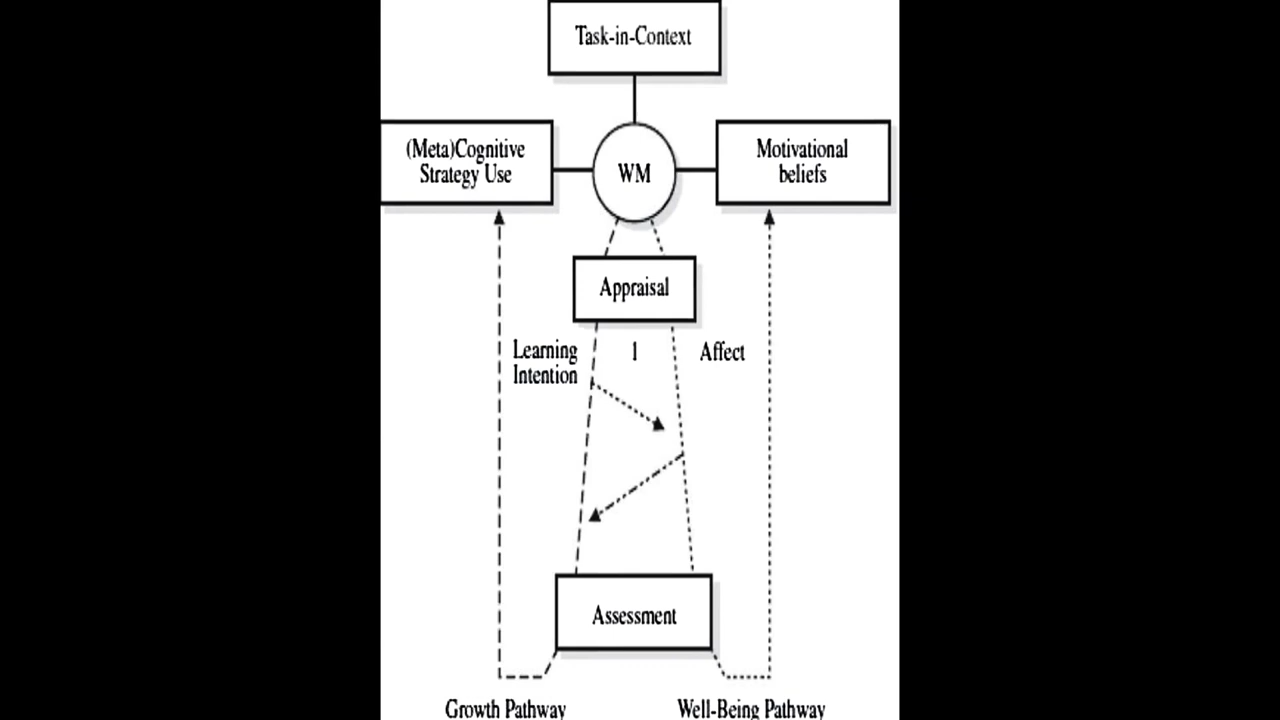 Task-in-Context
(Meta)Cognitive
Strategy Use
WM
Motivational
beliefs
Appraisal
Learning
Intention
1
Affect
Assessment
Growth Pathway
Well-Being Pathway